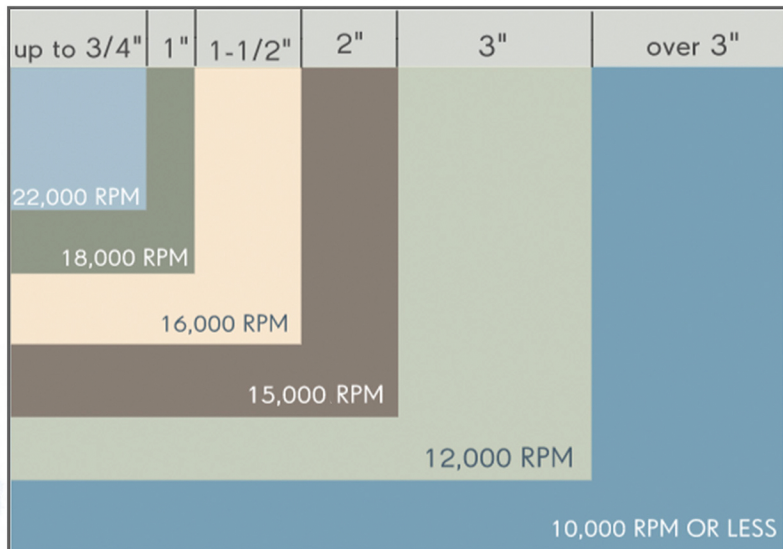 up to 3/4" 1" 1-1/2" 2" 3" over 3"
22,000 RPM
18,000 RPM
16,000 RPM
15,000 RPM
12,000 RPM
10,000 RPM OR LESS